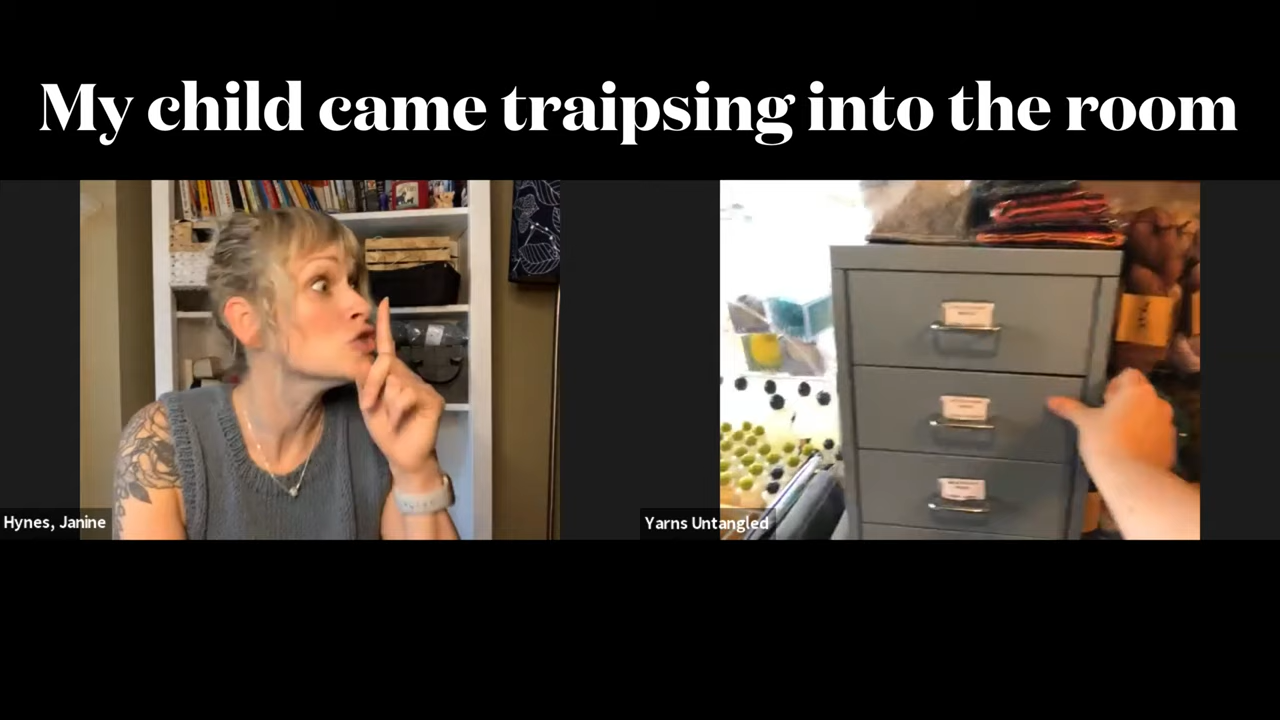 My child came traipsing into the room
Hynes, Janine
Yarns Untangled